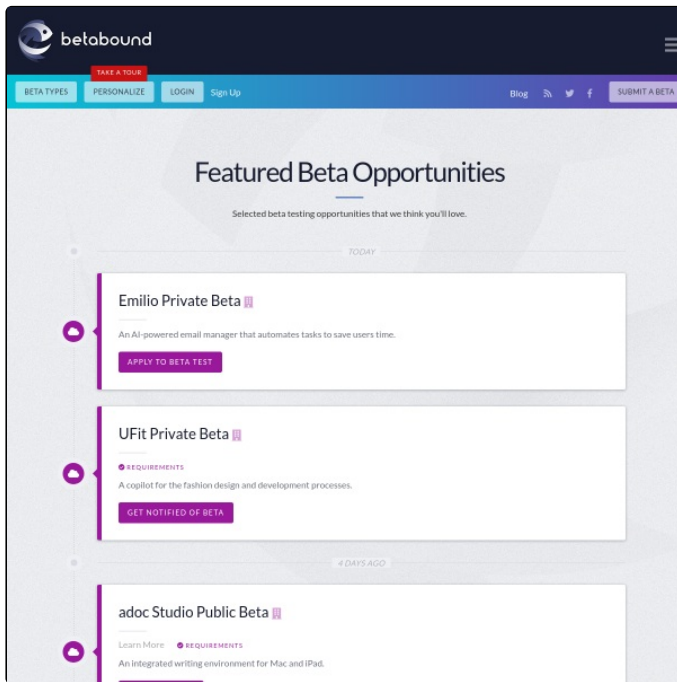 betabound
TAKE A TOUR
BETA TYPES PERSONALIZE LOGIN Sign Up Blog SUBMIT A BETA
Featured Beta Opportunities
Selected beta testing opportunities that we think you'll love.
TODAY
Emilio Private Beta
An AI-powered email manager that automates tasks to save users time.
APPLY TO BETA TEST
UFit Private Beta
REQUIREMENTS
A copilot for the fashion design and development processes.
GET NOTIFIED OF BETA
4 DAYS AGO
adoc Studio Public Beta
Learn More REQUIREMENTS
An integrated writing environment for Mac and iPad.